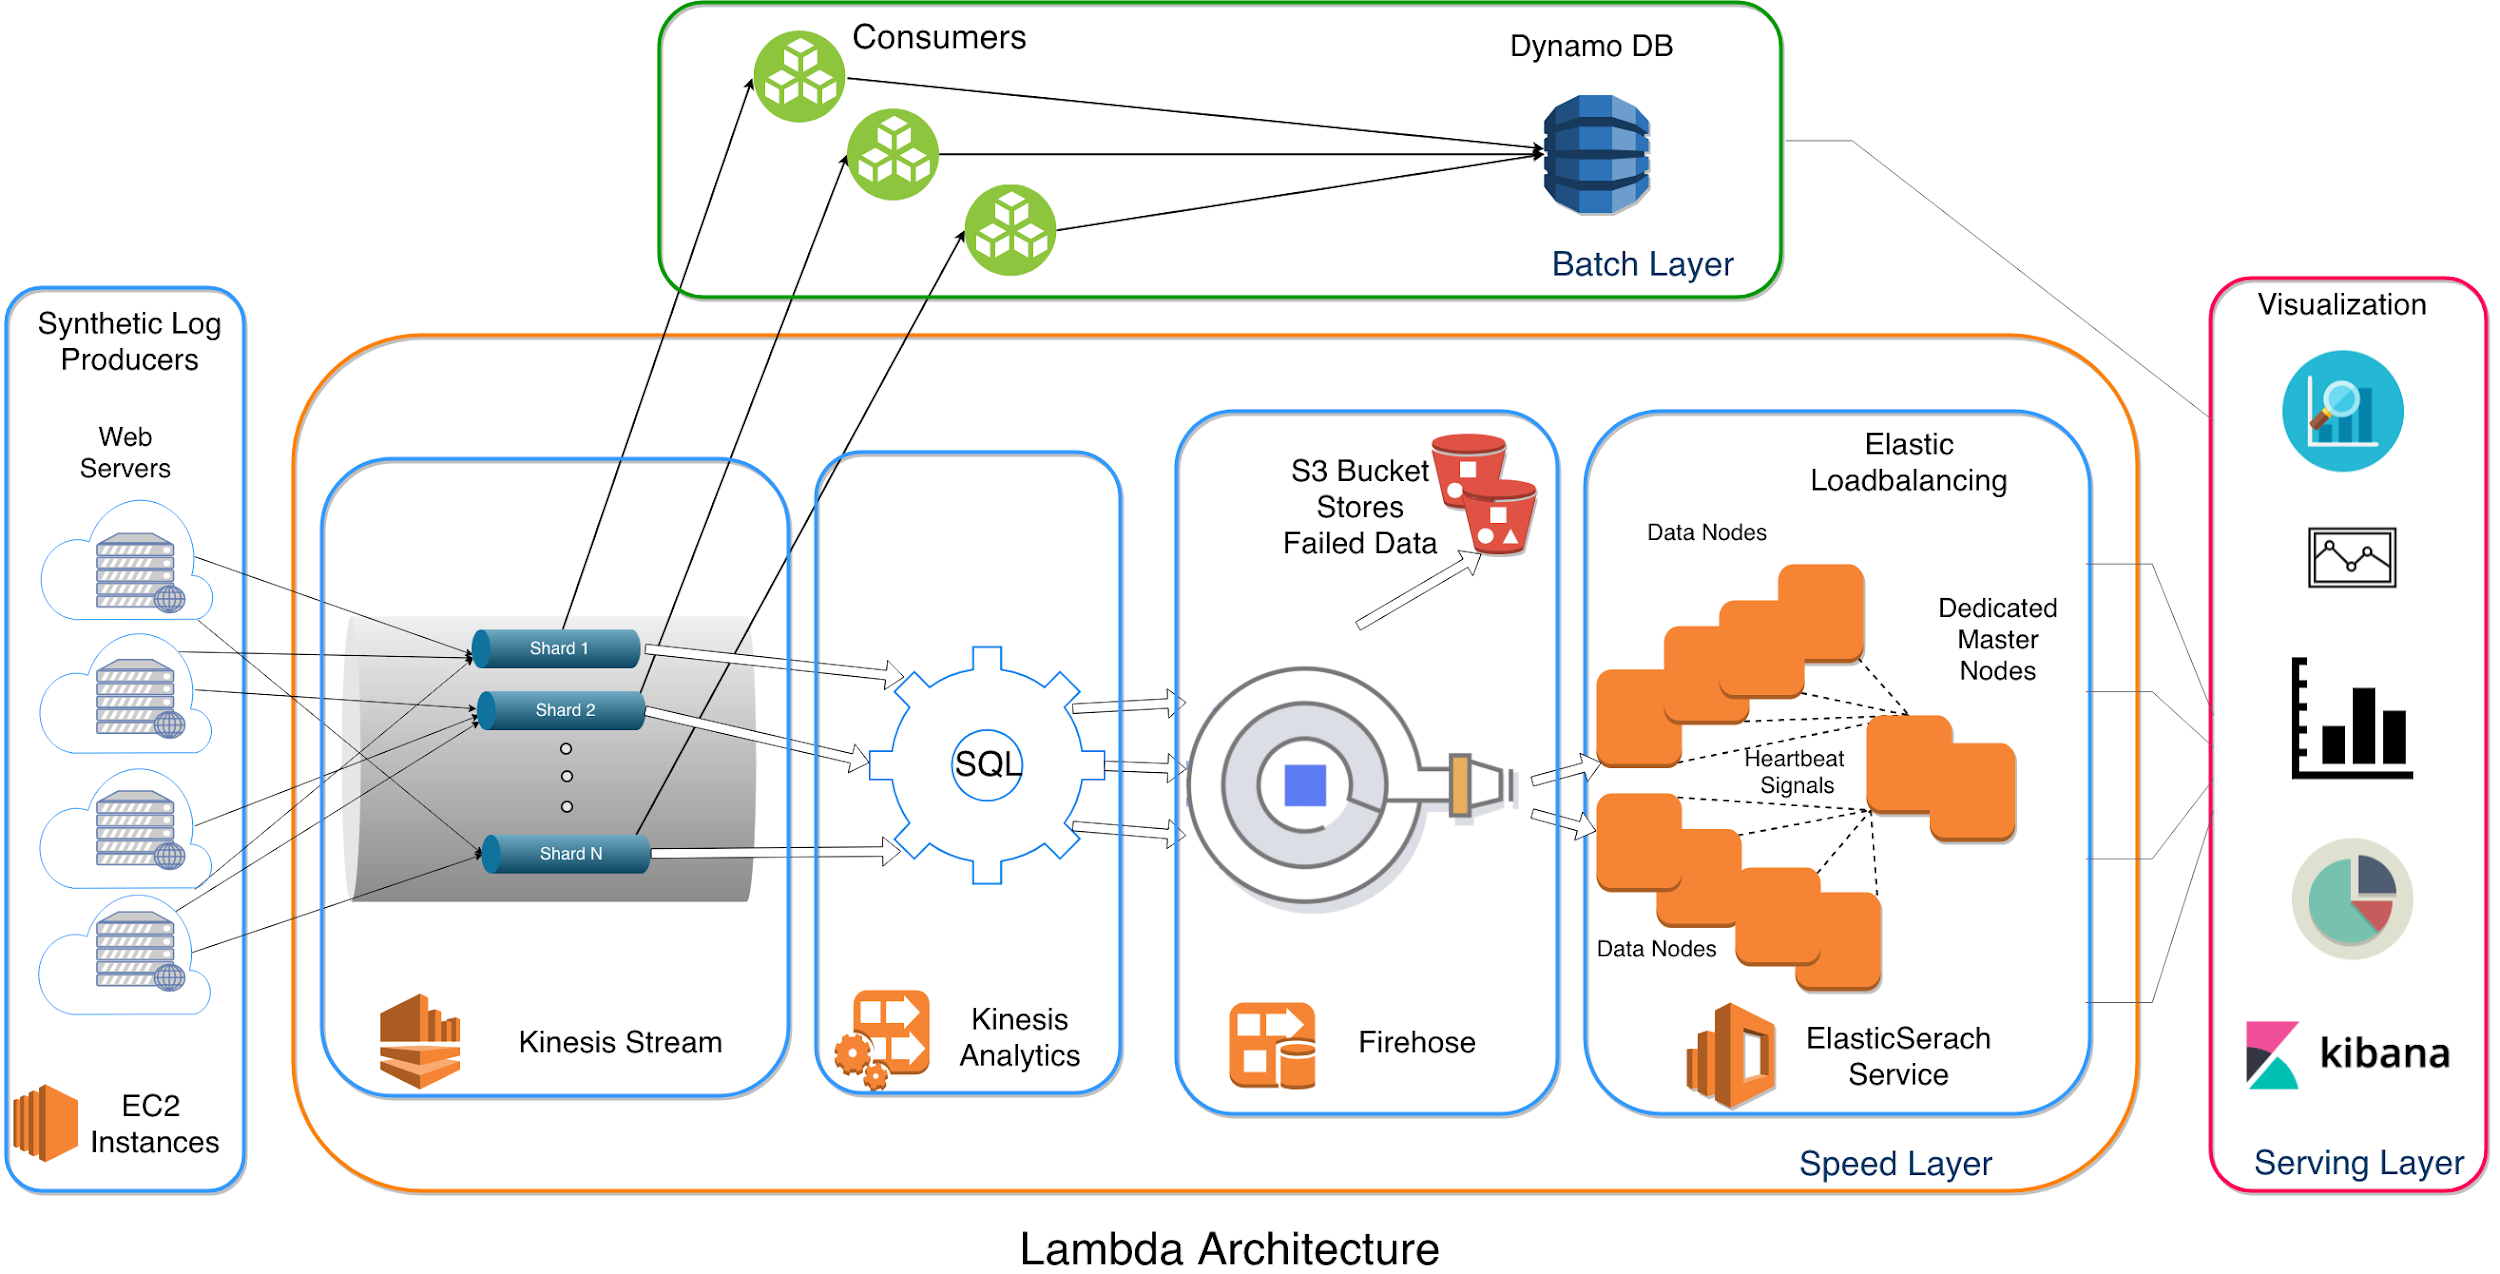 Consumers
Dynamo DB
Batch Layer
Synthetic Log
Producers
Web
Servers
EC2
Instances
Shard 1
Shard 2
Shard N
Kinesis Stream
SQL
Kinesis
Analytics
S3 Bucket
Stores
Failed Data
Firehose
Elastic
Loadbalancing
Data Nodes
Dedicated
Master
Nodes
Heartbeat
Signals
Data Nodes
ElasticSerach
Service
Speed Layer
Visualization
kibana
Serving Layer
Lambda Architecture